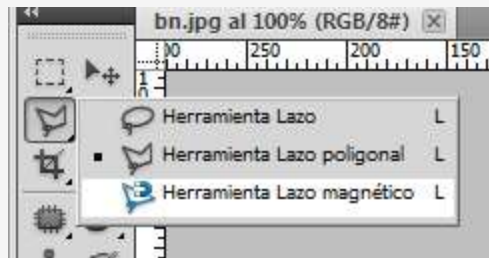 bn.jpg al 100% (RGB/8#)
250 200 150
Herramienta Lazo L
Herramienta Lazo poligonal L
Herramienta Lazo magnético L